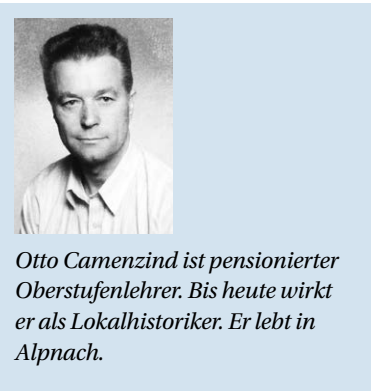 Otto Camenzind ist pensionierter
Oberstufenlehrer. Bis heute wirkt
er als Lokalhistoriker. Er lebt in
Alpnach.